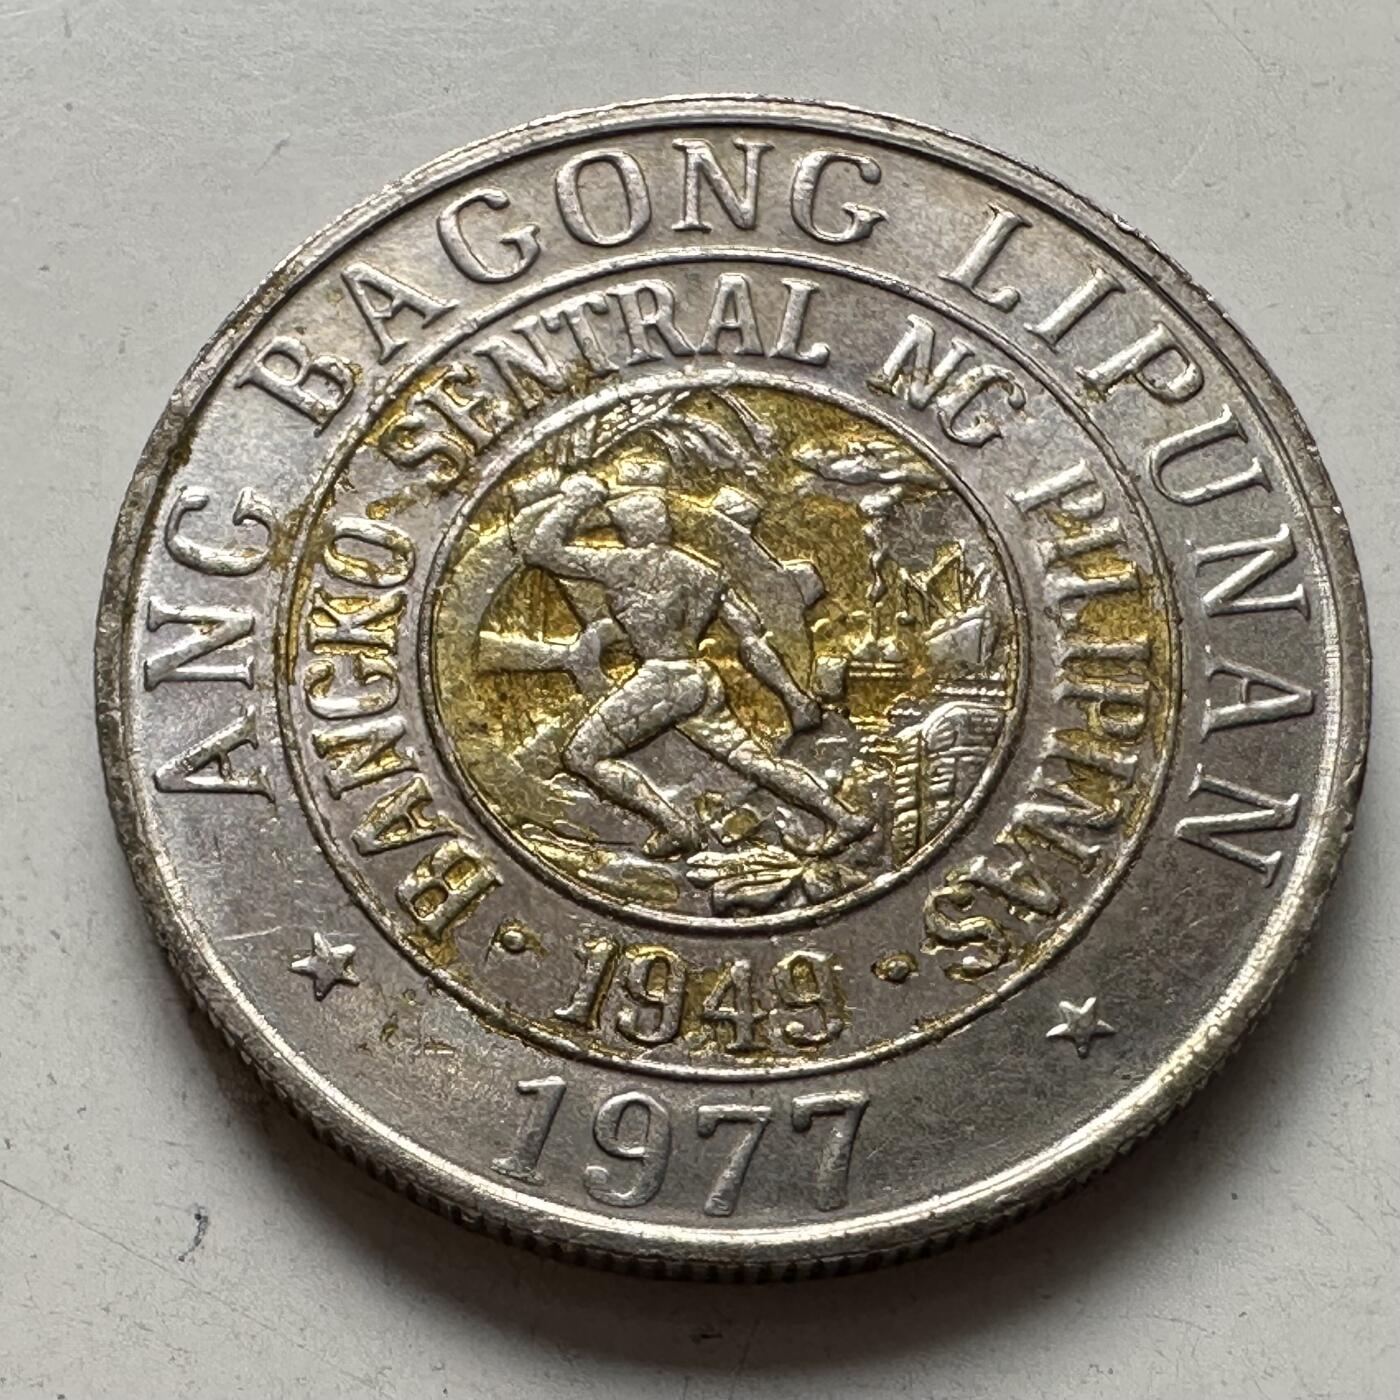 ANG BAGONG LIPUNAN
BANGKO SENTRAL NG PILIPINAS
· 1949 ·
1977